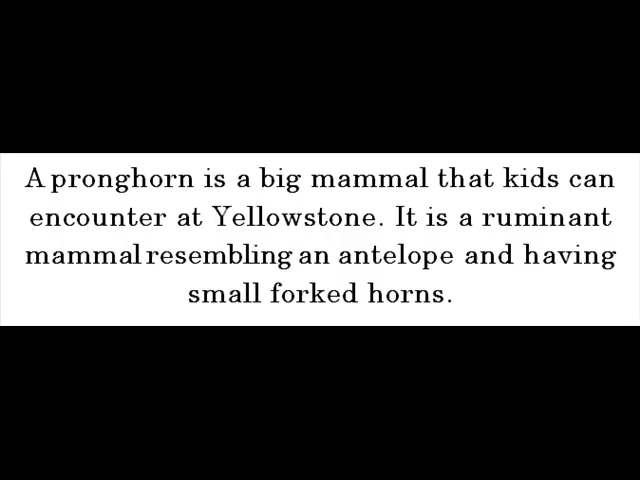 A pronghorn is a big mammal that kids can
encounter at Yellowstone. It is a ruminant
mammal resembling an antelope and having
small forked horns.